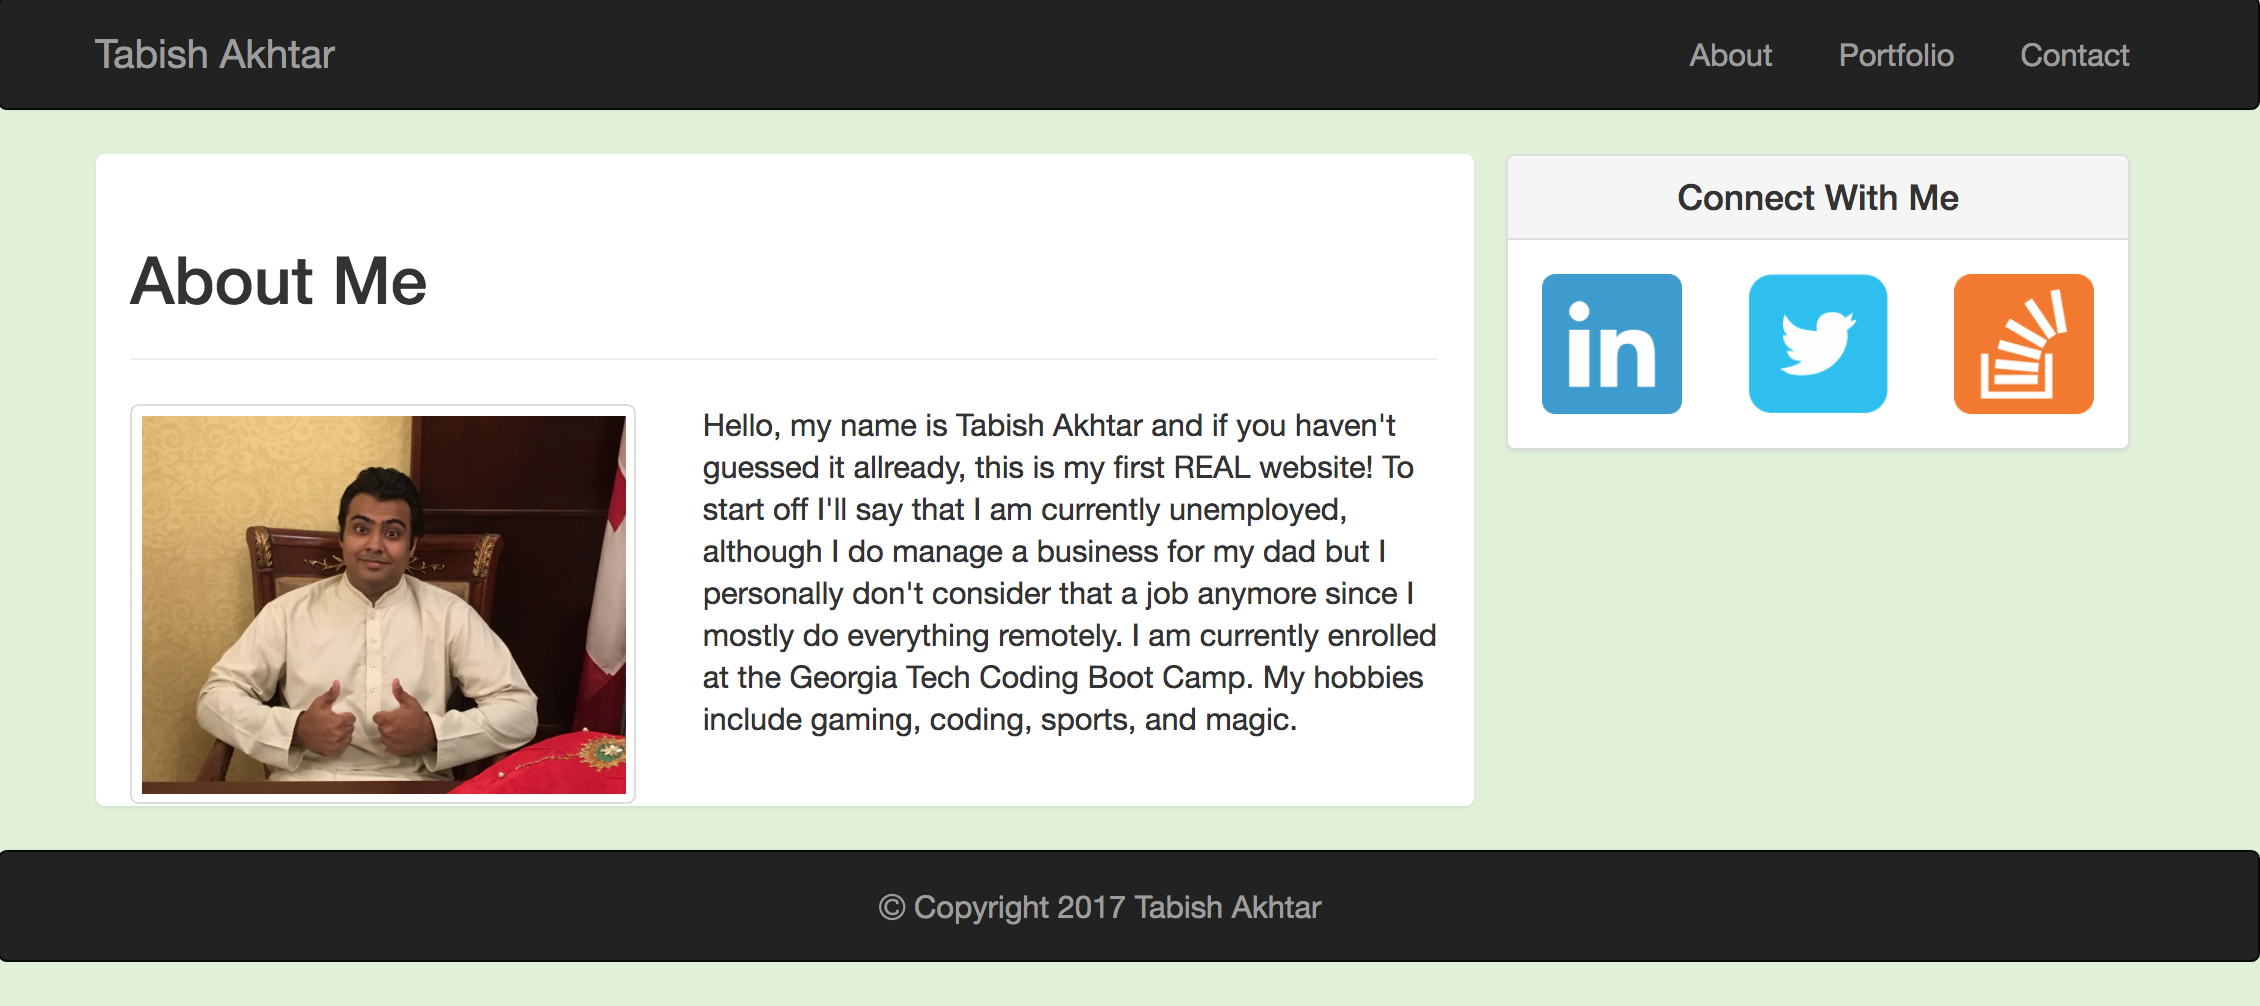 Tabish Akhtar
About Portfolio Contact
About Me
Hello, my name is Tabish Akhtar and if you haven't
guessed it allready, this is my first REAL website! To
start off I'll say that I am currently unemployed,
although I do manage a business for my dad but I
personally don't consider that a job anymore since I
mostly do everything remotely. I am currently enrolled
at the Georgia Tech Coding Boot Camp. My hobbies
include gaming, coding, sports, and magic.
Connect With Me
in
© Copyright 2017 Tabish Akhtar